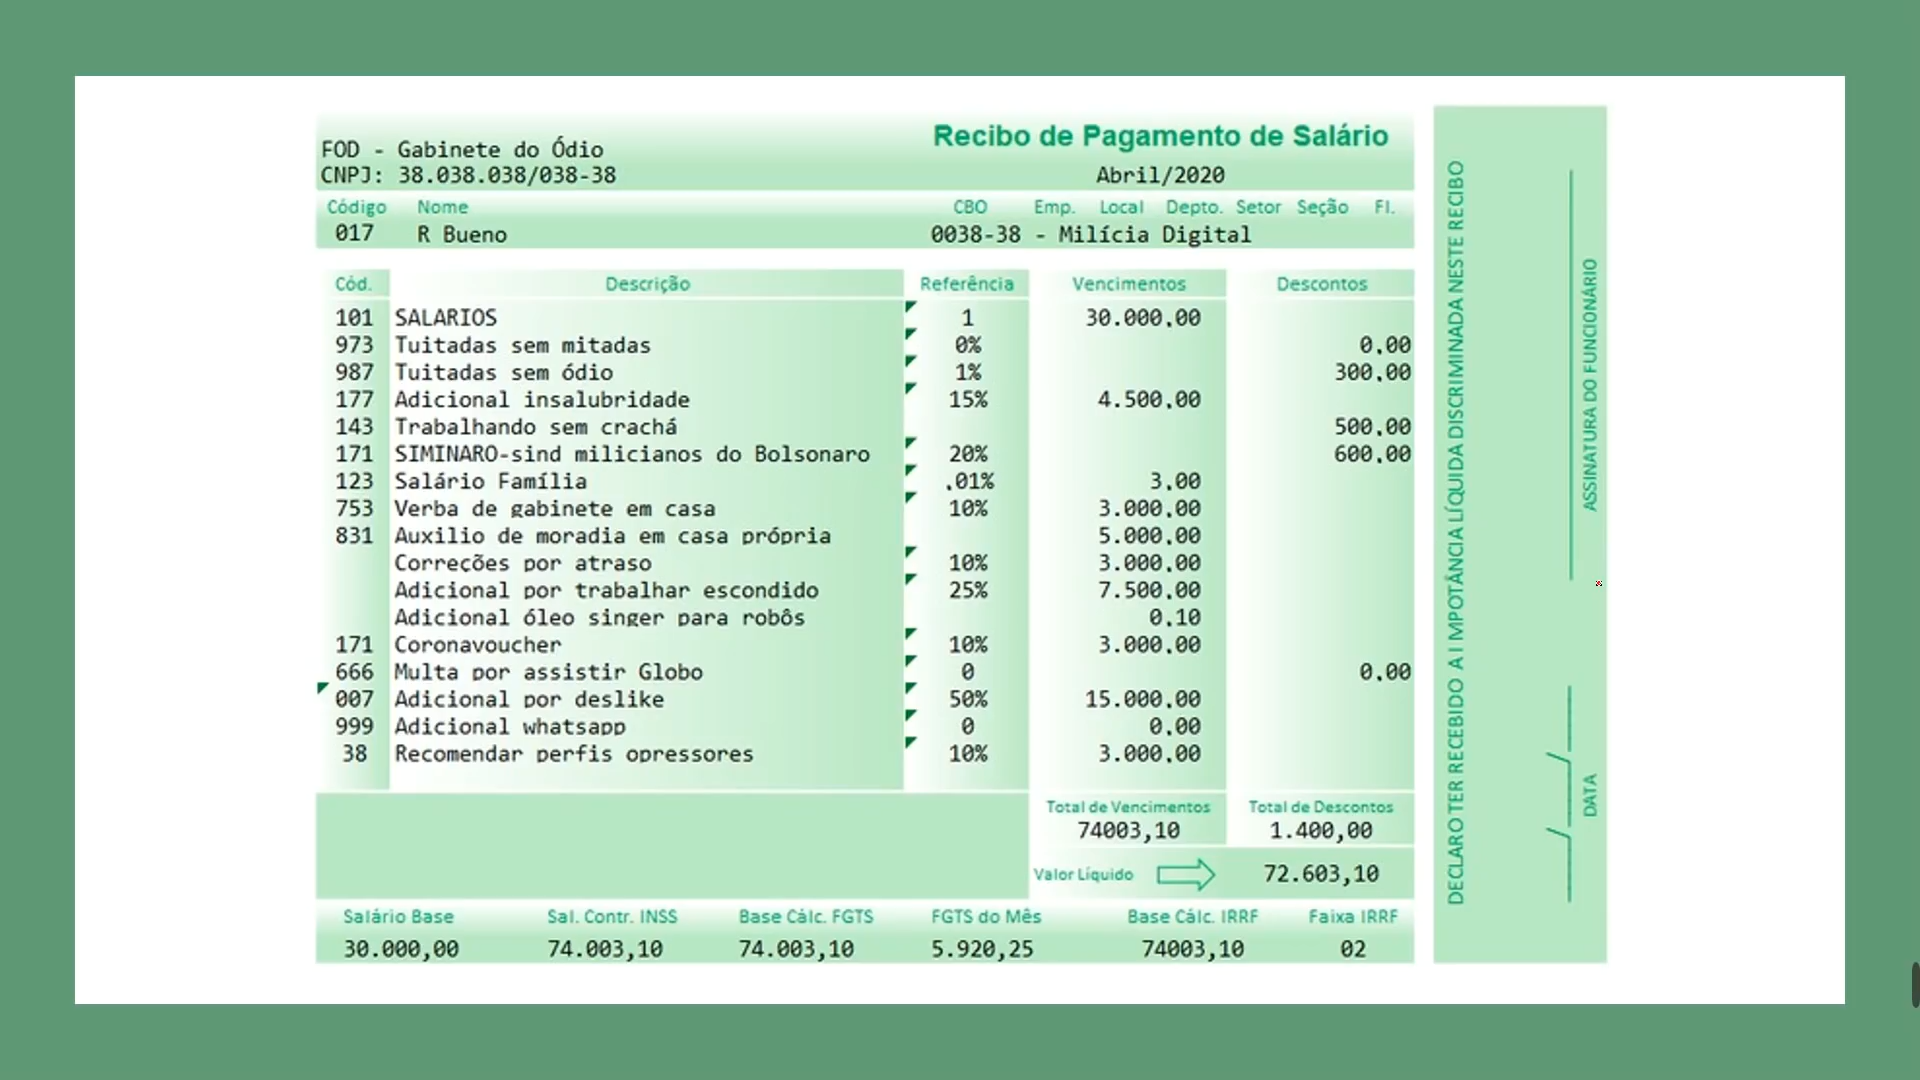 Recibo de Pagamento de Salário
FOD - Gabinete do Ódio
CNPJ: 38.038.038/038-38
Abril/2020
Código Nome CBO Emp. Local Depto. Setor Seção Fl.
017 R Bueno 0038-38 - Milícia Digital
Cód. Descrição Referência Vencimentos Descontos
101 SALARIOS 1 30.000,00
973 Tuitadas sem mitadas 0% 0,00
987 Tuitadas sem ódio 1% 300,00
177 Adicional insalubridade 15% 4.500,00
143 Trabalhando sem crachá 500,00
171 SIMINARO-sind milicianos do Bolsonaro 20% 600,00
123 Salário Família .01% 3,00
753 Verba de gabinete em casa 10% 3.000,00
831 Auxilio de moradia em casa própria 5.000,00
Correções por atraso 10% 3.000,00
Adicional por trabalhar escondido 25% 7.500,00
Adicional óleo singer para robôs 0,10
171 Coronavoucher 10% 3.000,00
666 Multa por assistir Globo 0 0,00
007 Adicional por deslike 50% 15.000,00
999 Adicional whatsapp 0 0,00
38 Recomendar perfis opressores 10% 3.000,00
Total de Vencimentos Total de Descontos
74003,10 1.400,00
Valor Líquido 72.603,10
Salário Base Sal. Contr. INSS Base Cálc. FGTS FGTS do Mês Base Cálc. IRRF Faixa IRRF
30.000,00 74.003,10 74.003,10 5.920,25 74003,10 02
DECLARO TER RECEBIDO A I MPOTÂNCIA LÍQUIDA DISCRIMINADA NESTE RECIBO
ASSINATURA DO FUNCIONÁRIO
DATA